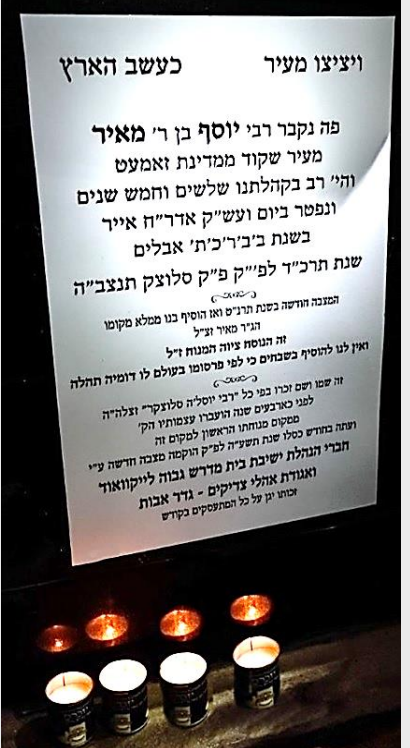 ויציצו מעיר כעשב הארץ
פה נקבר רבי יוסף בן ר׳ מאיר
מעיר שקוד ממדינת זאמעט
והי׳ רב בקהלתנו שלשים וחמש שנים
ונפטר ביום ועש״ק אדר״ח אייר
בשנת ב׳ב׳ר׳כ׳ת׳ אבלים
שנת תרכ״ד לפ״ק פ״ק סלוצק תנצב״ה
המצבה חודשה בשנת תרנ״ט ואז הוסיף בנו ממלא מקומו
הג״ר מאיר זצ״ל
זה הנוסח ציוה המנוח ז״ל
ואין לנו להוסיף בשבחים כי לפי פרסומו בעולם לו דומיה תהלה
זה שמו ושם זכרו בפי כל ״רבי יוסל׳ה סלוצקר״ זצלה״ה
לפני כארבעים שנה הועברו עצמותיו הק׳
ממקום מנוחתו הראשון למקום זה
ועתה בחודש כסלו שנת תשע״ה לפ״ק הוקמה מצבה חדשה ע״י
חברי הנהלת ישיבת בית מדרש גבוה לייקוואוד
ואגודת אהלי צדיקים - גדר אבות
זכותו יגן על כל המתעסקים בקודש